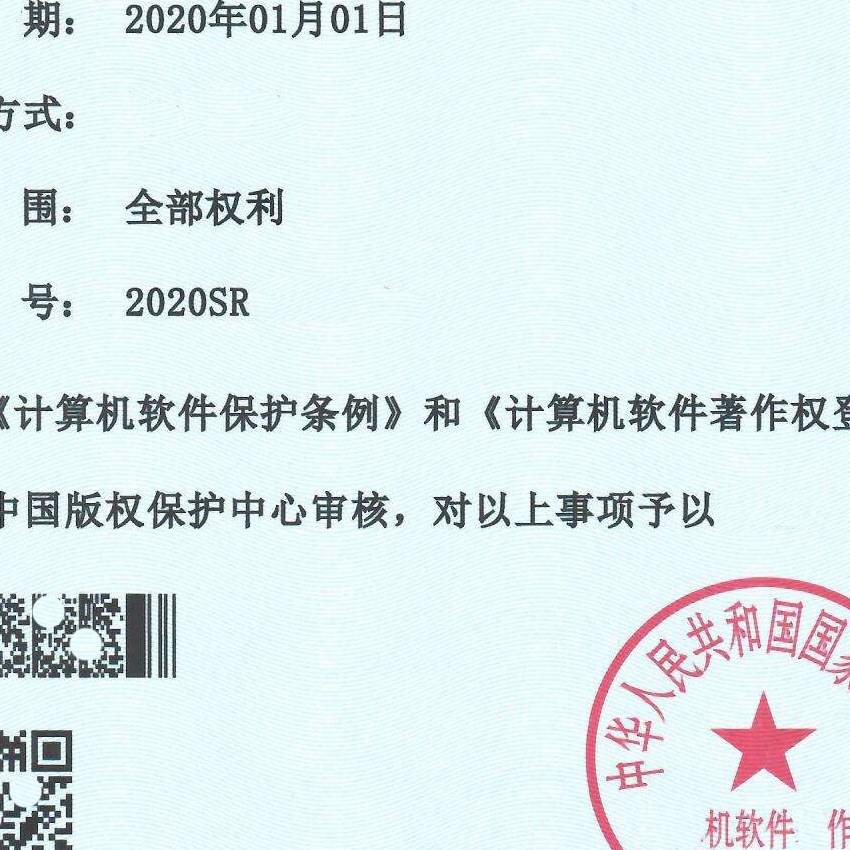 期： 2020年01月01日
方式：
围： 全部权利
号： 2020SR
《计算机软件保护条例》和《计算机软件著作权登
中国版权保护中心审核，对以上事项予以
中华人民共和国国家
机软件 作